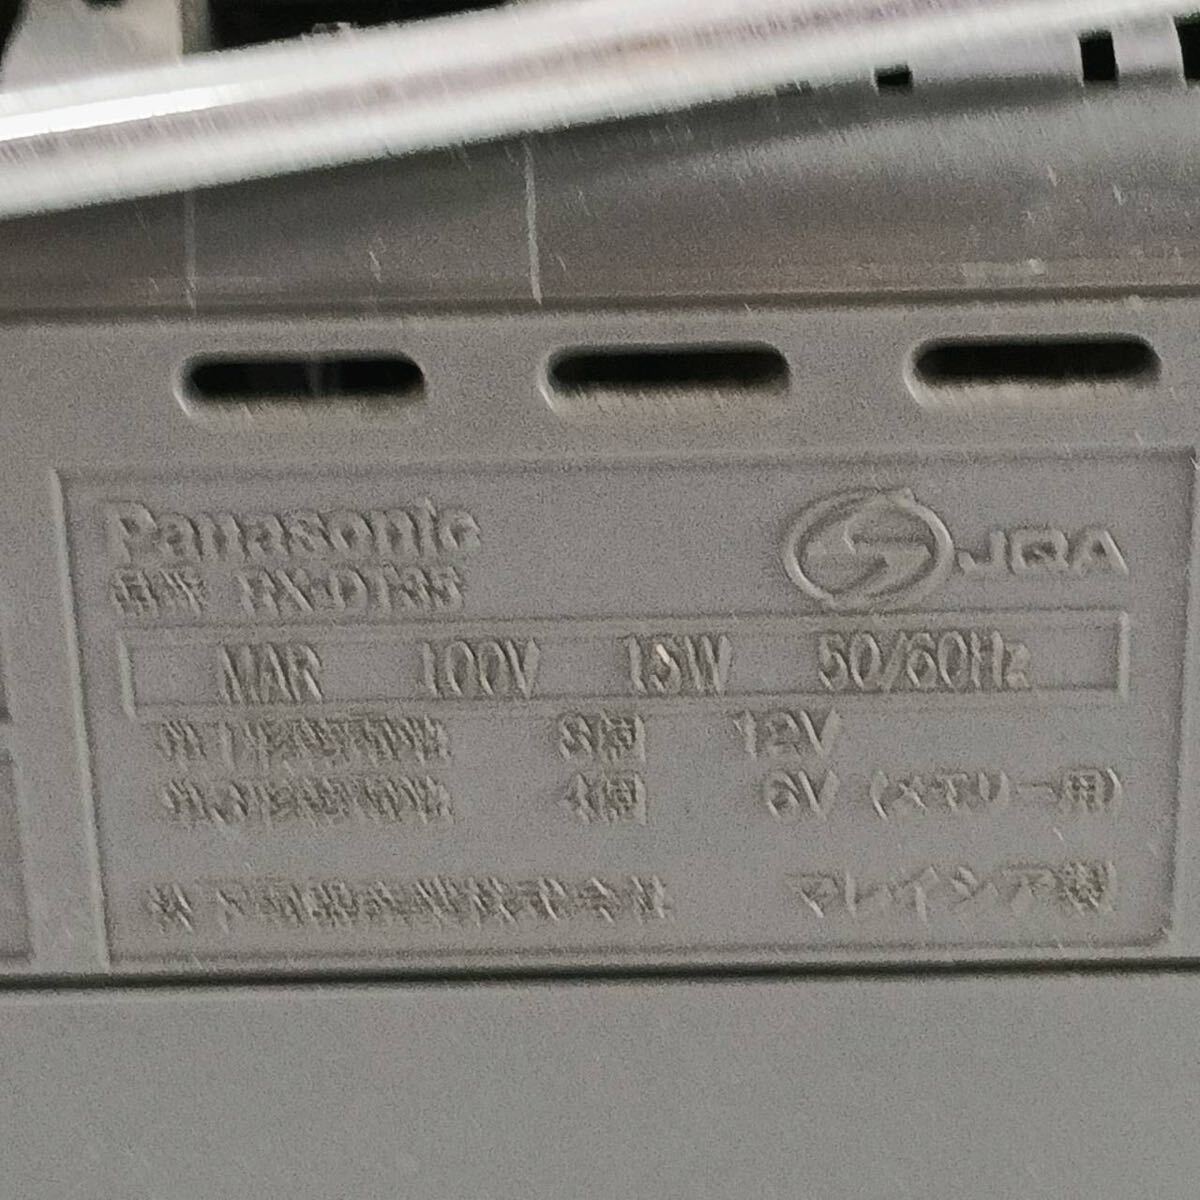 Panasonic
JQA
品番 RX-DT35
MAR 100V 15W 50/60Hz
単1形乾電池 8個 12V
単3形乾電池 4個 6V (メモリー用)
松下電器産業株式会社 マレイシア製